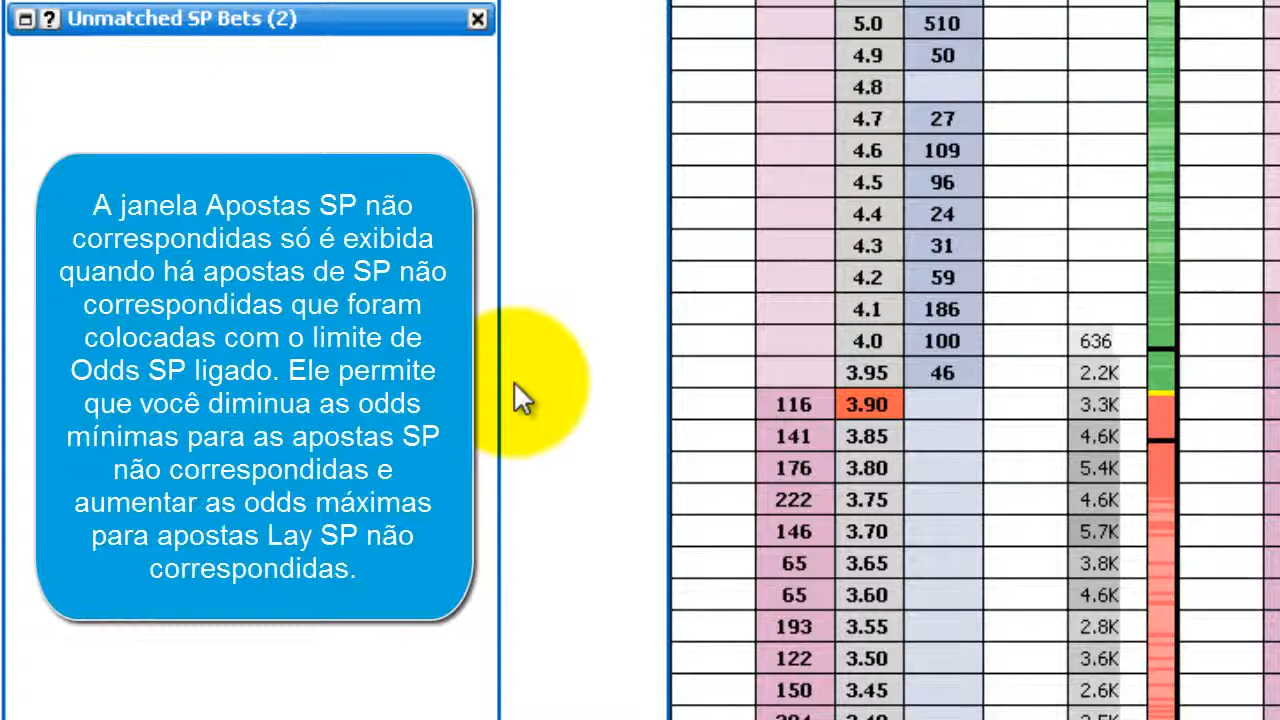 Unmatched SP Bets (2)
A janela Apostas SP não
correspondidas só é exibida
quando há apostas de SP não
correspondidas que foram
colocadas com o limite de
Odds SP ligado. Ele permite
que você diminua as odds
mínimas para as apostas SP
não correspondidas e
aumentar as odds máximas
para apostas Lay SP não
correspondidas.
5.0 510
4.9 50
4.8
4.7 27
4.6 109
4.5 96
4.4 24
4.3 31
4.2 59
4.1 186
4.0 100 636
3.95 46 2.2K
116 3.90 3.3K
141 3.85 4.6K
176 3.80 5.4K
222 3.75 4.6K
146 3.70 5.7K
65 3.65 3.8K
65 3.60 4.6K
193 3.55 2.8K
122 3.50 3.6K
150 3.45 2.6K